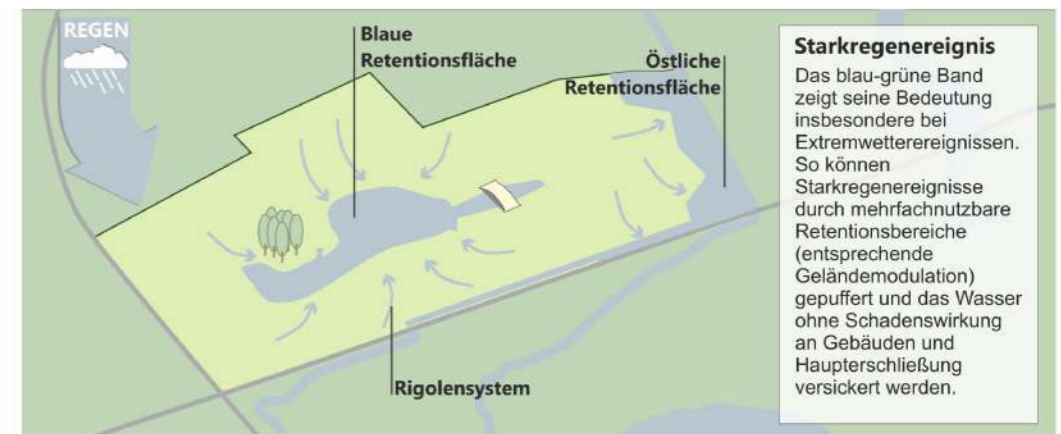 REGEN
Blaue
Retentionsfläche
Östliche
Retentionsfläche
Rigolensystem
Starkregenereignis
Das blau-grüne Band
zeigt seine Bedeutung
insbesondere bei
Extremwetterereignissen.
So können
Starkregenereignisse
durch mehrfachnutzbare
Retentionsbereiche
(entsprechende
Geländemodulation)
gepuffert und das Wasser
ohne Schadenswirkung
an Gebäuden und
Haupterschließung
versickert werden.